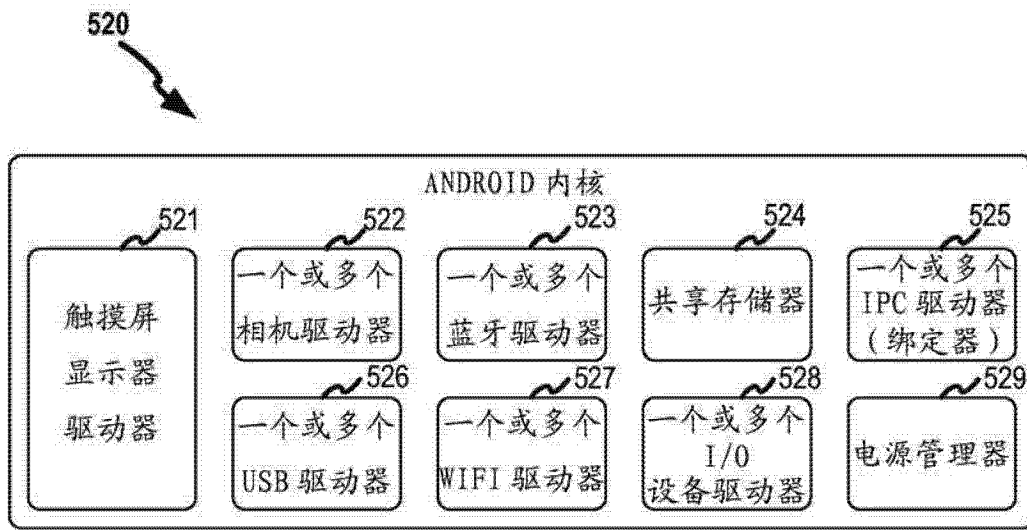 520
ANDROID 内核
521
触摸屏
显示器
驱动器
522
一个或多个
相机驱动器
523
一个或多个
蓝牙驱动器
524
共享存储器
525
一个或多个
IPC 驱动器
(绑定器)
526
一个或多个
USB 驱动器
527
一个或多个
WIFI 驱动器
528
一个或多个
I/O
设备驱动器
529
电源管理器